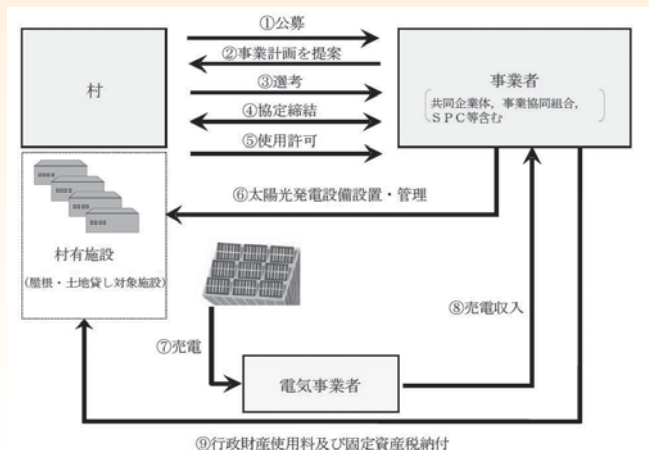 ①公募
②事業計画を提案
③選考
④協定締結
⑤使用許可
村
事業者
共同企業体，事業協同組合，
ＳＰＣ等含む
⑥太陽光発電設備設置・管理
村有施設
(屋根・土地貸し対象施設)
⑦売電
⑧売電収入
電気事業者
⑨行政財産使用料及び固定資産税納付